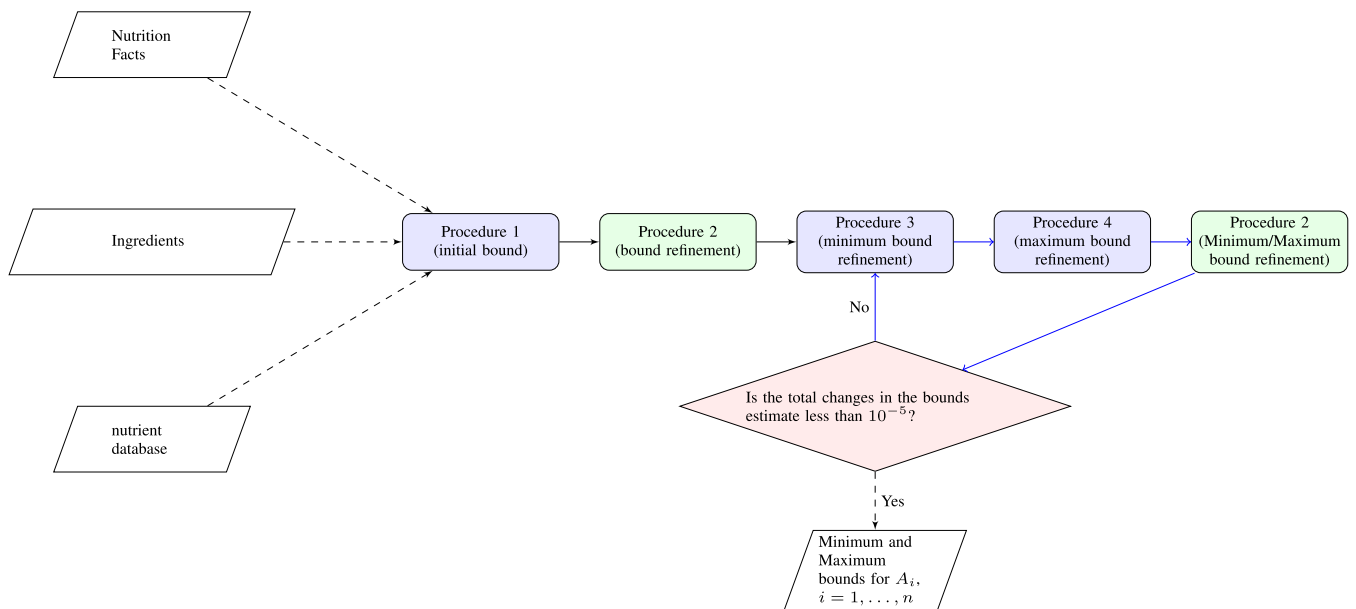 Nutrition
Facts
Ingredients
nutrient
database
Procedure 1
(initial bound)
Procedure 2
(bound refinement)
Procedure 3
(minimum bound
refinement)
Procedure 4
(maximum bound
refinement)
Procedure 2
(Minimum/Maximum
bound refinement)
No
Is the total changes in the bounds
estimate less than 10⁻⁵?
Yes
Minimum and
Maximum
bounds for Aᵢ,
i = 1, . . . , n